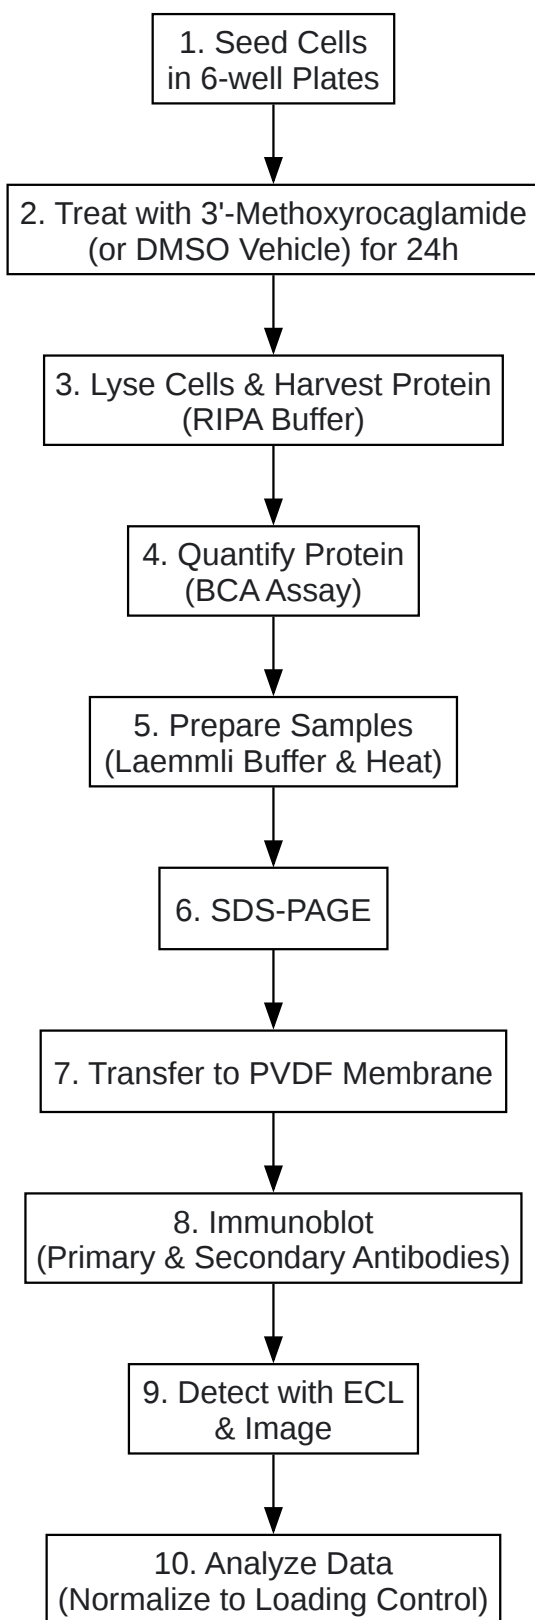 1. Seed Cells
in 6-well Plates
2. Treat with 3'-Methoxyrocaglamide
(or DMSO Vehicle) for 24h
3. Lyse Cells & Harvest Protein
(RIPA Buffer)
4. Quantify Protein
(BCA Assay)
5. Prepare Samples
(Laemmli Buffer & Heat)
6. SDS-PAGE
7. Transfer to PVDF Membrane
8. Immunoblot
(Primary & Secondary Antibodies)
9. Detect with ECL
& Image
10. Analyze Data
(Normalize to Loading Control)